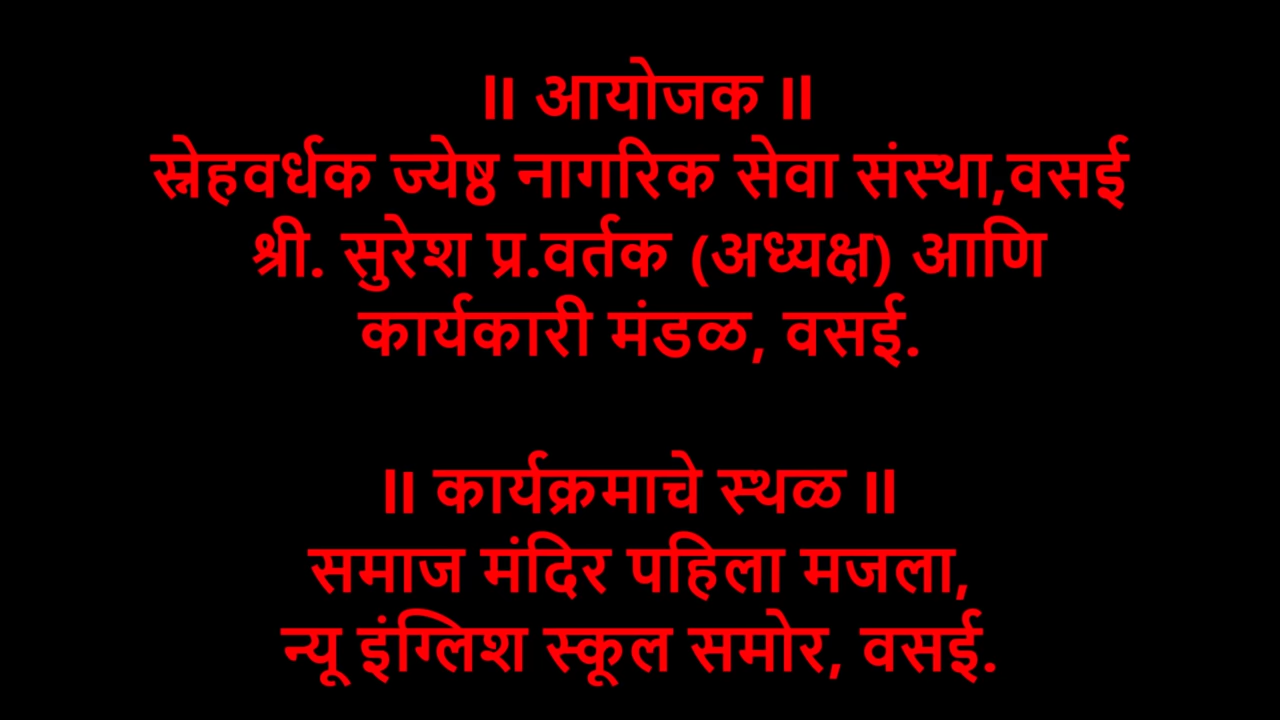 ॥ आयोजक ॥
स्नेहवर्धक ज्येष्ठ नागरिक सेवा संस्था,वसई
श्री. सुरेश प्र.वर्तक (अध्यक्ष) आणि
कार्यकारी मंडळ, वसई.
॥ कार्यक्रमाचे स्थळ ॥
समाज मंदिर पहिला मजला,
न्यू इंग्लिश स्कूल समोर, वसई.